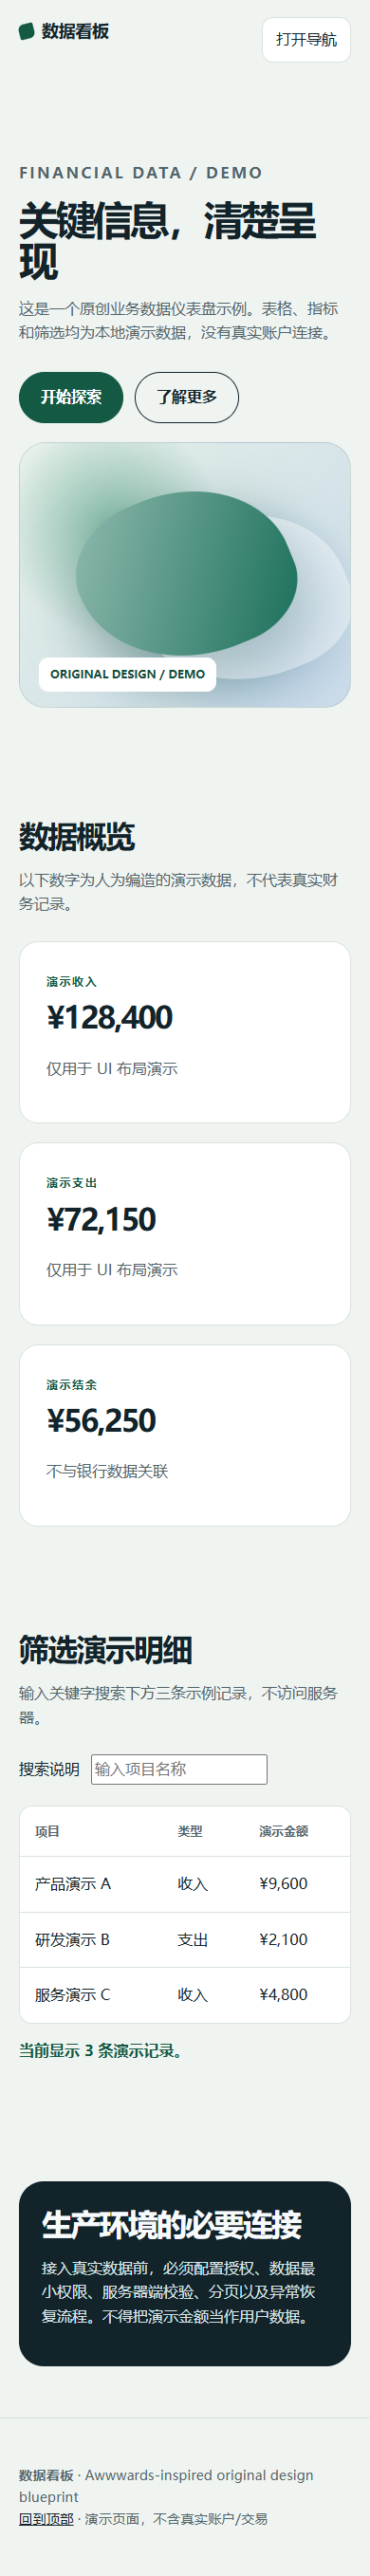 数据看板
打开导航
FINANCIAL DATA / DEMO
关键信息，清楚呈
现
这是一个原创业务数据仪表盘示例。表格、指标
和筛选均为本地演示数据，没有真实账户连接。
开始探索
了解更多
ORIGINAL DESIGN / DEMO
数据概览
以下数字为人为编造的演示数据，不代表真实财
务记录。
演示收入
¥128,400
仅用于 UI 布局演示
演示支出
¥72,150
仅用于 UI 布局演示
演示结余
¥56,250
不与银行数据关联
筛选演示明细
输入关键字搜索下方三条示例记录，不访问服务
器。
搜索说明 输入项目名称
项目 类型 演示金额
产品演示 A 收入 ¥9,600
研发演示 B 支出 ¥2,100
服务演示 C 收入 ¥4,800
当前显示 3 条演示记录。
生产环境的必要连接
接入真实数据前，必须配置授权、数据最
小权限、服务器端校验、分页以及异常恢
复流程。不得把演示金额当作用户数据。
数据看板 · Awwwards-inspired original design
blueprint
回到顶部 · 演示页面，不含真实账户/交易